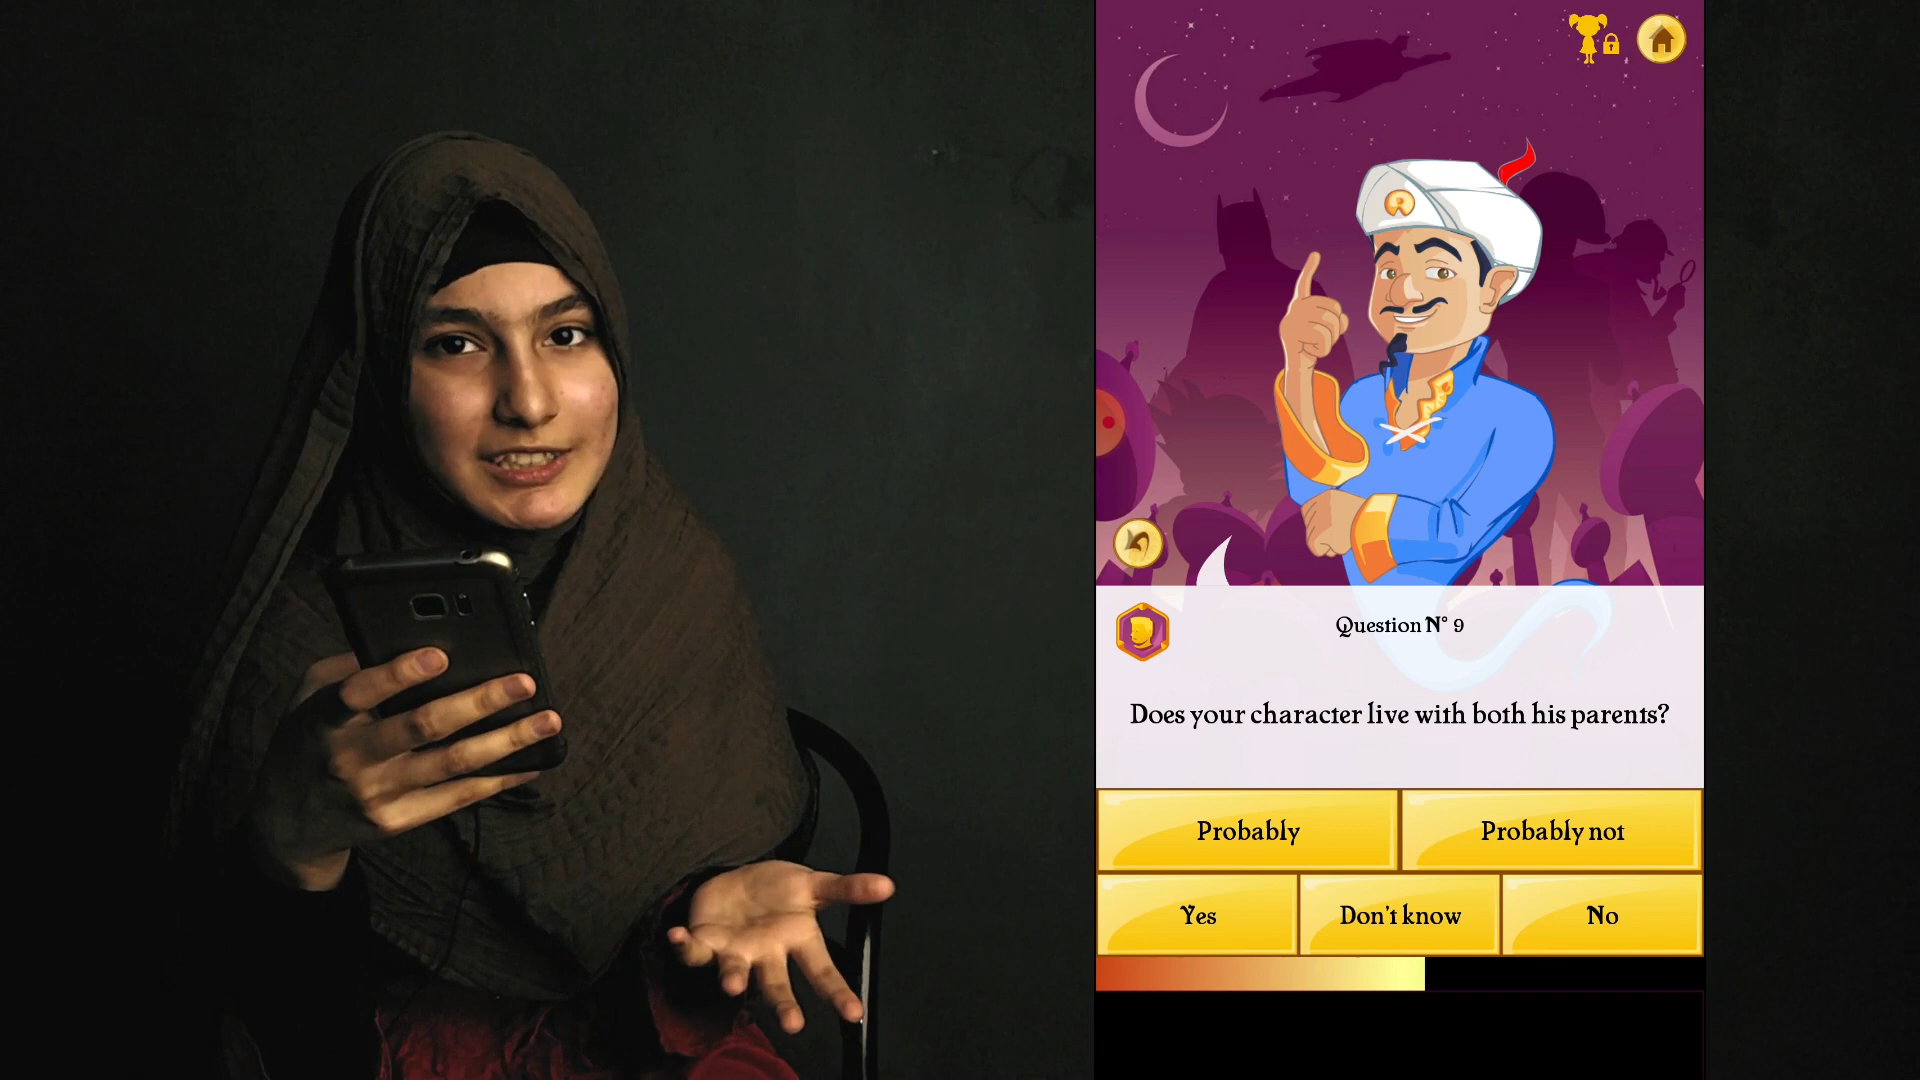 Question N° 9
Does your character live with both his parents?
Probably
Probably not
Yes
Don't know
No